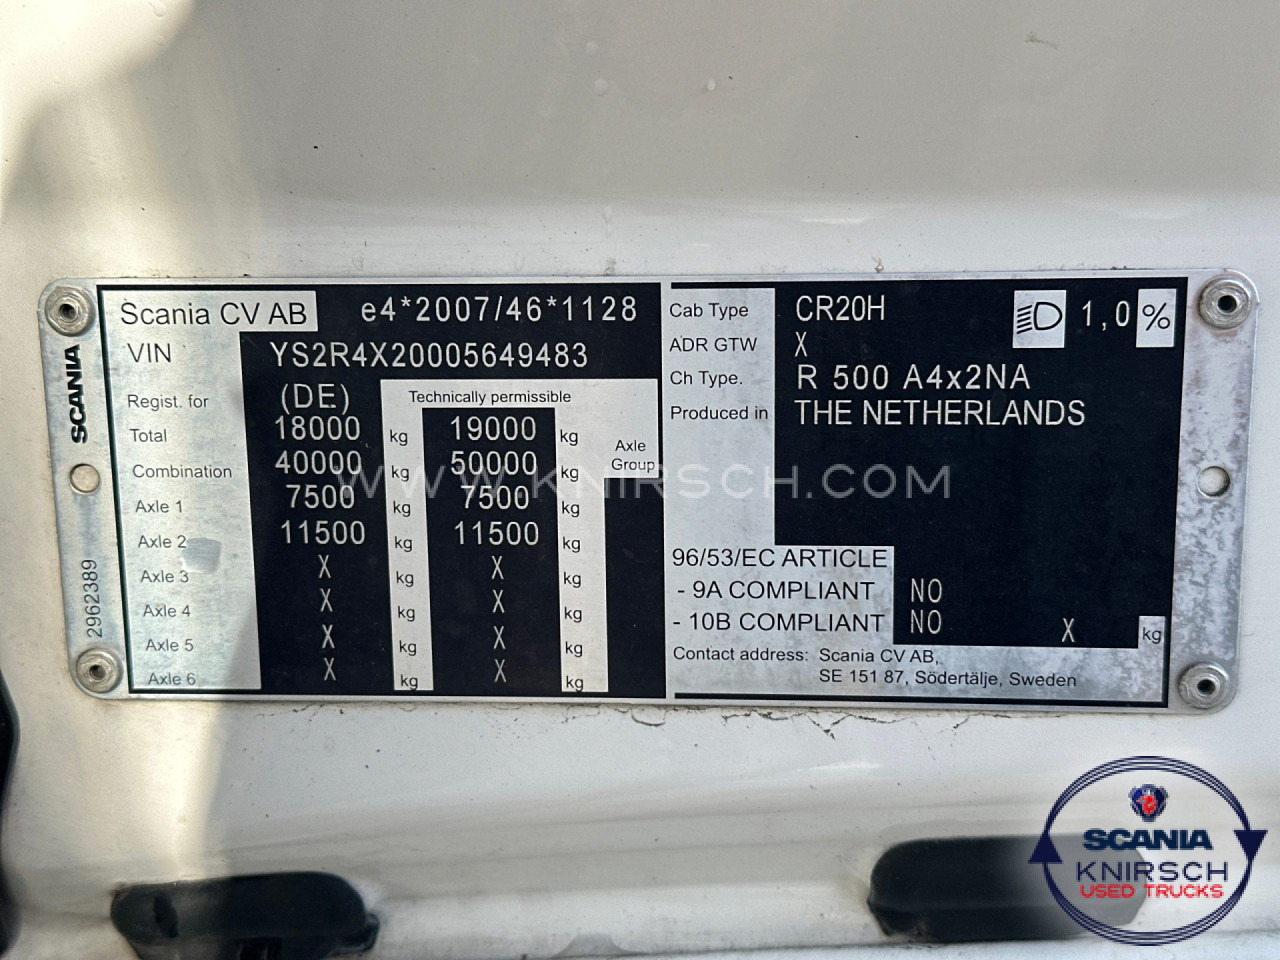 SCANIA
2962389
Scania CV AB e4*2007/46*1128
VIN YS2R4X20005649483
Regist. for (DE) Technically permissible
Total 18000 kg 19000 kg
Axle Group
Combination 40000 kg 50000 kg
Axle 1 7500 kg 7500 kg
Axle 2 11500 kg 11500 kg
Axle 3 X kg X kg
Axle 4 X kg X kg
Axle 5 X kg X kg
Axle 6 X kg X kg
Cab Type CR20H 1,0 %
ADR GTW X
Ch Type. R 500 A4x2NA
Produced in THE NETHERLANDS
96/53/EC ARTICLE
- 9A COMPLIANT NO
- 10B COMPLIANT NO X kg
Contact address: Scania CV AB,
SE 151 87, Södertälje, Sweden
WWW.KNIRSCH.COM
SCANIA
KNIRSCH
USED TRUCKS